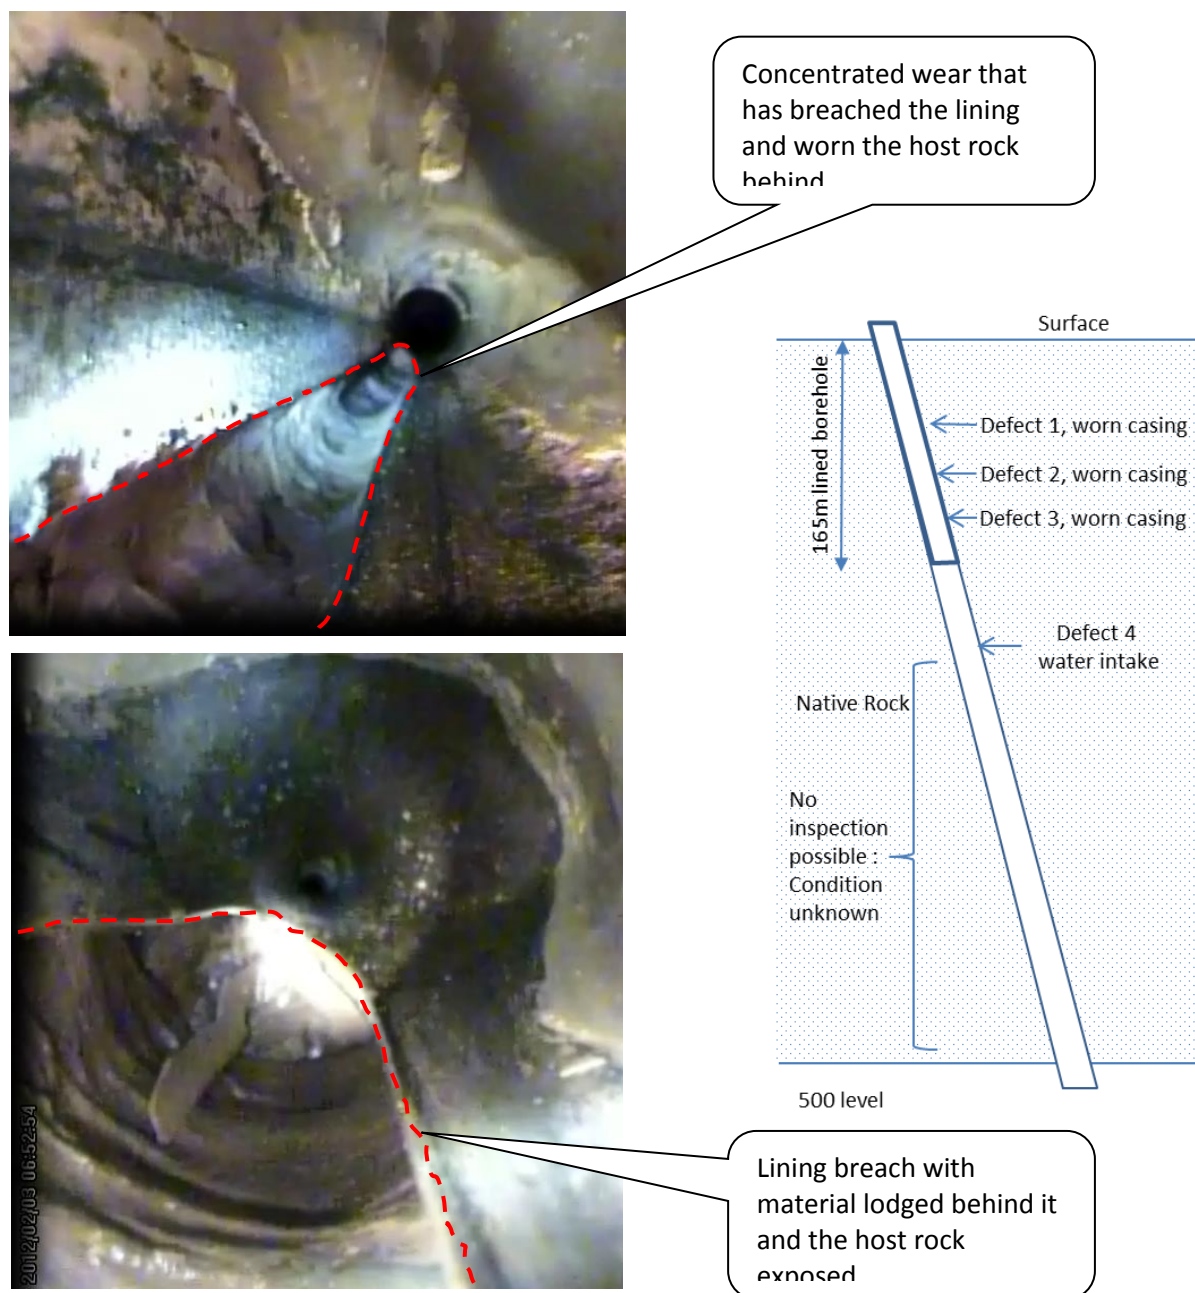 Concentrated wear that
has breached the lining
and worn the host rock
behind
Surface
165m lined borehole
Defect 1, worn casing
Defect 2, worn casing
Defect 3, worn casing
Defect 4
water intake
Native Rock
No
inspection
possible :
Condition
unknown
500 level
2012/02/03 06:52:54
Lining breach with
material lodged behind it
and the host rock
exposed